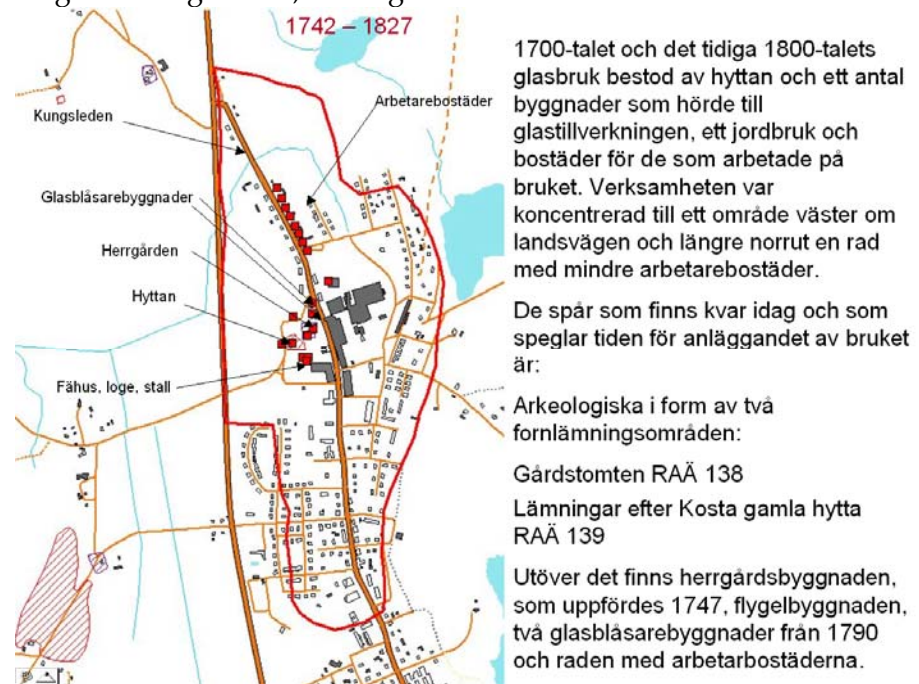 1742 – 1827
Kungsleden
Arbetarebostäder
Glasblåsarebyggnader
Herrgården
Hyttan
Fähus, loge, stall
1700-talet och det tidiga 1800-talets
glasbruk bestod av hyttan och ett antal
byggnader som hörde till
glastillverkningen, ett jordbruk och
bostäder för de som arbetade på
bruket. Verksamheten var
koncentrerad till ett område väster om
landsvägen och längre norrut en rad
med mindre arbetarebostäder.
De spår som finns kvar idag och som
speglar tiden för anläggandet av bruket
är:
Arkeologiska i form av två
fornlämningsområden:
Gårdstomten RAÄ 138
Lämningar efter Kosta gamla hytta
RAÄ 139
Utöver det finns herrgårdsbyggnaden,
som uppfördes 1747, flygelbyggnaden,
två glasblåsarebyggnader från 1790
och raden med arbetarbostäderna.